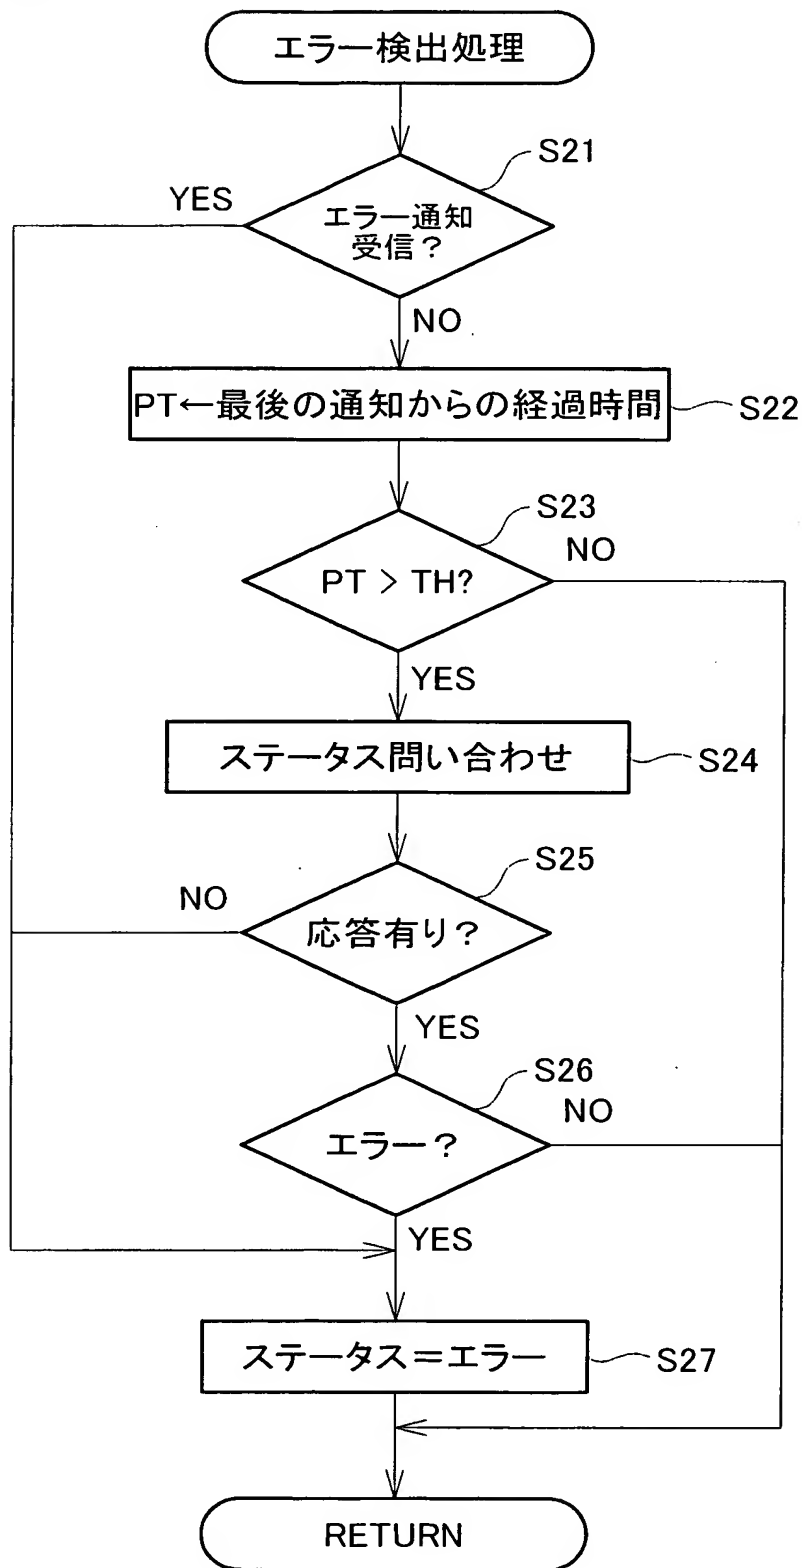 エラー検出処理
S21
YES
エラー通知
受信?
NO
PT←最後の通知からの経過時間
S22
S23
NO
PT > TH?
YES
ステータス問い合わせ
S24
S25
NO
応答有り?
YES
S26
NO
エラー?
YES
ステータス=エラー
S27
RETURN